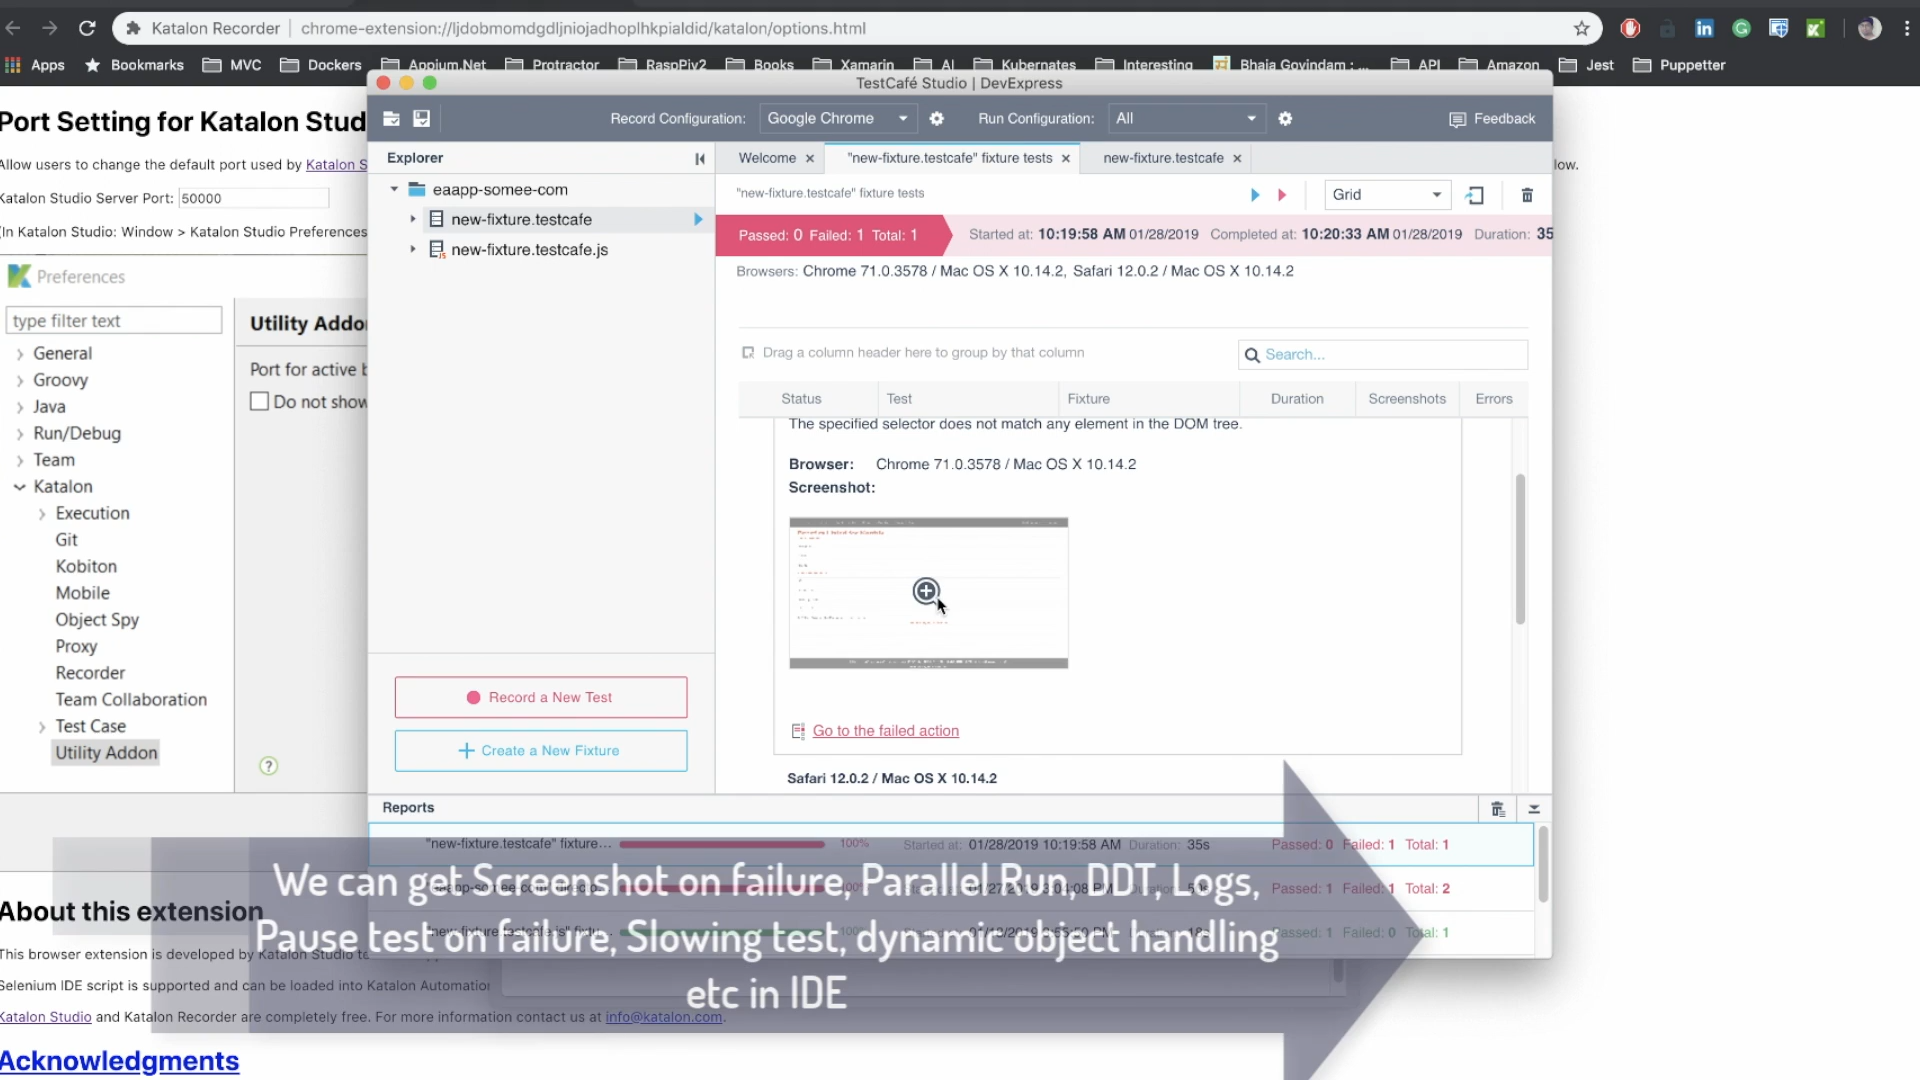 Katalon Recorder
chrome-extension://ljdobmomdgdljniojadhoplhkpialdid/katalon/options.html
Apps
Bookmarks
MVC
Dockers
Appium.Net
Protractor
RaspPiv2
Books
Xamarin
AI
Kubernetes
Interesting
Bhaja Govindam : ...
API
Amazon
Jest
Puppetter
TestCafé Studio | DevExpress
Record Configuration:
Google Chrome
Run Configuration:
All
Feedback
Port Setting for Katalon Stud
Allow users to change the default port used by Katalon S
low.
Katalon Studio Server Port: 50000
(In Katalon Studio: Window > Katalon Studio Preferences
Preferences
type filter text
General
Groovy
Java
Run/Debug
Team
Katalon
Execution
Git
Kobiton
Mobile
Object Spy
Proxy
Recorder
Team Collaboration
Test Case
Utility Addon
Utility Addo
Port for active b
Do not show
Explorer
eaapp-somee-com
new-fixture.testcafe
new-fixture.testcafe.js
Record a New Test
Create a New Fixture
Welcome
"new-fixture.testcafe" fixture tests
new-fixture.testcafe
"new-fixture.testcafe" fixture tests
Grid
Passed: 0 Failed: 1 Total: 1
Started at: 10:19:58 AM 01/28/2019 Completed at: 10:20:33 AM 01/28/2019 Duration: 35
Browsers: Chrome 71.0.3578 / Mac OS X 10.14.2, Safari 12.0.2 / Mac OS X 10.14.2
Drag a column header here to group by that column
Search...
Status Test Fixture Duration Screenshots Errors
The specified selector does not match any element in the DOM tree.
Browser: Chrome 71.0.3578 / Mac OS X 10.14.2
Screenshot:
Go to the failed action
Safari 12.0.2 / Mac OS X 10.14.2
Reports
"new-fixture.testcafe" fixture... 100% Started at: 01/28/2019 10:19:58 AM Duration: 35s Passed: 0 Failed: 1 Total: 1
Passed: 1 Failed: 1 Total: 2
Passed: 1 Failed: 0 Total: 1
We can get Screenshot on failure, Parallel Run, DDT, Logs,
Pause test on failure, Slowing test, dynamic object handling
etc in IDE
About this extension
This browser extension is developed by Katalon Studio te
Selenium IDE script is supported and can be loaded into Katalon Automation
Katalon Studio and Katalon Recorder are completely free. For more information contact us at info@katalon.com.
Acknowledgments